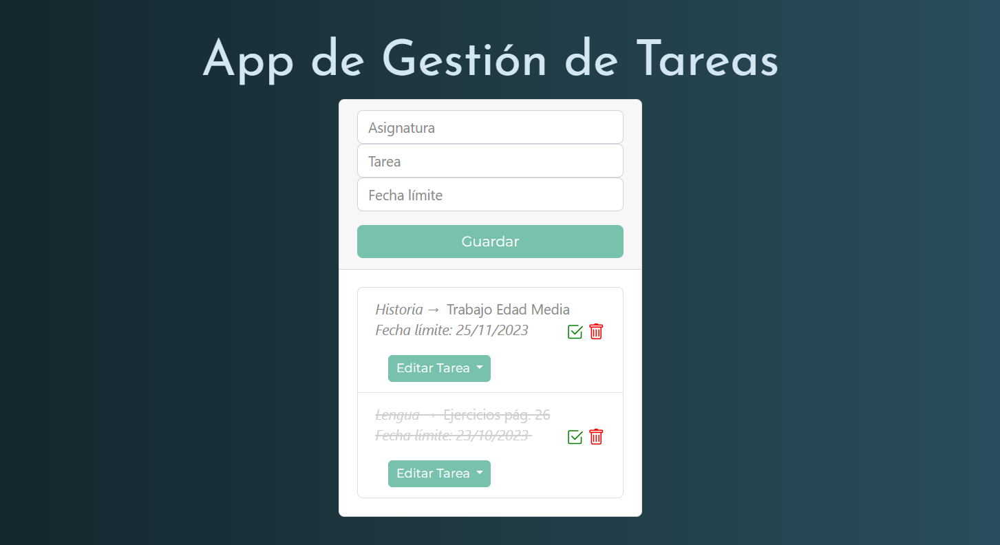 App de Gestión de Tareas
Asignatura
Tarea
Fecha límite
Guardar
Historia → Trabajo Edad Media
Fecha límite: 25/11/2023
Editar Tarea
Lengua → Ejercicios pág. 26
Fecha límite: 23/10/2023
Editar Tarea